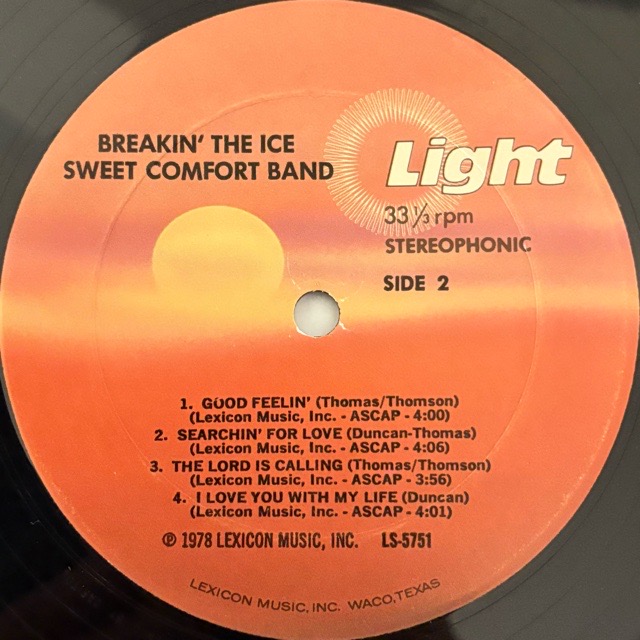 BREAKIN' THE ICE
SWEET COMFORT BAND
Light
33 1/3 rpm
STEREOPHONIC
SIDE 2
1. GOOD FEELIN' (Thomas/Thomson)
(Lexicon Music, Inc. - ASCAP - 4:00)
2. SEARCHIN' FOR LOVE (Duncan-Thomas)
(Lexicon Music, Inc. - ASCAP - 4:06)
3. THE LORD IS CALLING (Thomas/Thomson)
(Lexicon Music, Inc. - ASCAP - 3:56)
4. I LOVE YOU WITH MY LIFE (Duncan)
(Lexicon Music, Inc. - ASCAP - 4:01)
℗ 1978 LEXICON MUSIC, INC. LS-5751
LEXICON MUSIC, INC. WACO, TEXAS